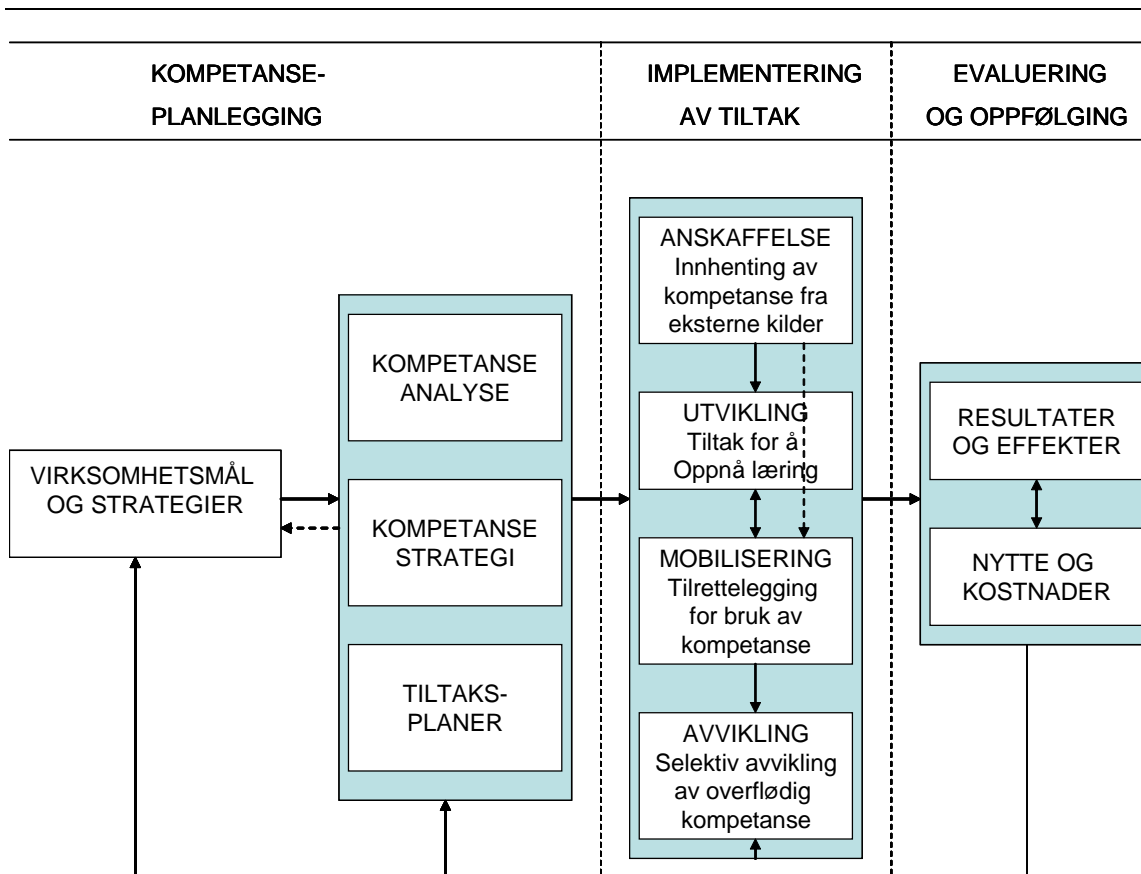 KOMPETANSE-
PLANLEGGING
IMPLEMENTERING
AV TILTAK
EVALUERING
OG OPPFØLGING
VIRKSOMHETSMÅL
OG STRATEGIER
KOMPETANSE
ANALYSE
KOMPETANSE
STRATEGI
TILTAKS-
PLANER
ANSKAFFELSE
Innhenting av
kompetanse fra
eksterne kilder
UTVIKLING
Tiltak for å
Oppnå læring
MOBILISERING
Tilrettelegging
for bruk av
kompetanse
AVVIKLING
Selektiv avvikling
av overflødig
kompetanse
RESULTATER
OG EFFEKTER
NYTTE OG
KOSTNADER